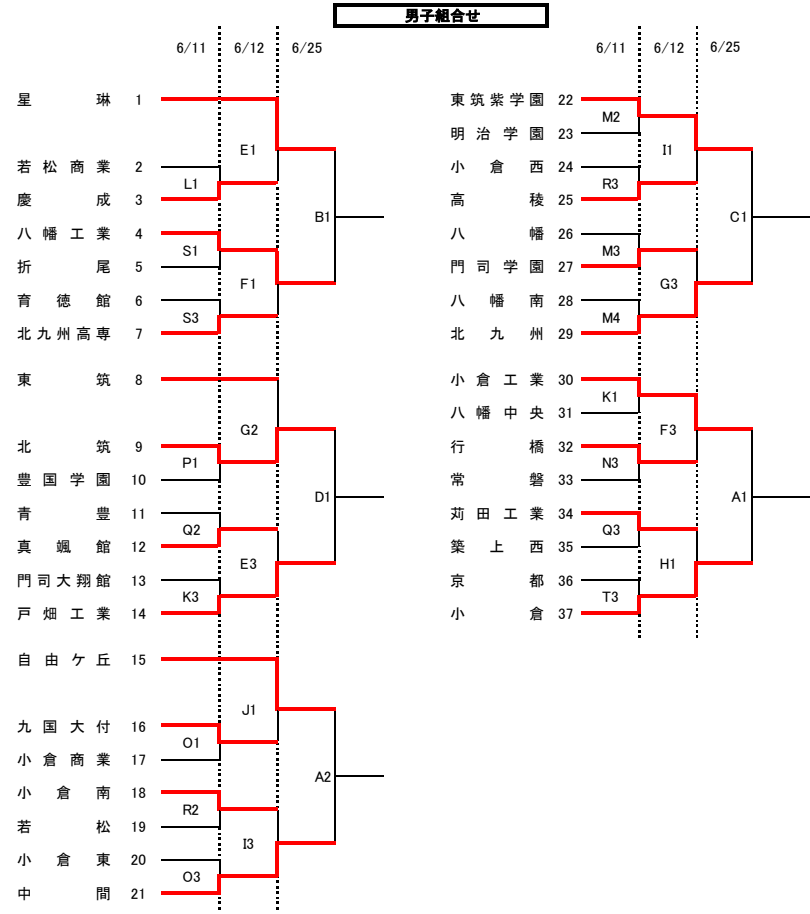 男子組合せ
6/11 6/12 6/25
星琳 1
E1
若松商業 2
L1
慶成 3
B1
八幡工業 4
S1
折尾 5
F1
育徳館 6
S3
北九州高専 7
東筑 8
G2
北筑 9
P1
豊国学園 10
D1
青豊 11
Q2
真颯館 12
E3
門司大翔館 13
K3
戸畑工業 14
自由ケ丘 15
J1
九国大付 16
O1
小倉商業 17
A2
小倉南 18
R2
若松 19
I3
小倉東 20
O3
中間 21
6/11 6/12 6/25
東筑紫学園 22
M2
明治学園 23
I1
小倉西 24
R3
高稜 25
C1
八幡 26
M3
門司学園 27
G3
八幡南 28
M4
北九州 29
小倉工業 30
K1
八幡中央 31
F3
行橋 32
N3
常磐 33
A1
苅田工業 34
Q3
築上西 35
H1
京都 36
T3
小倉 37